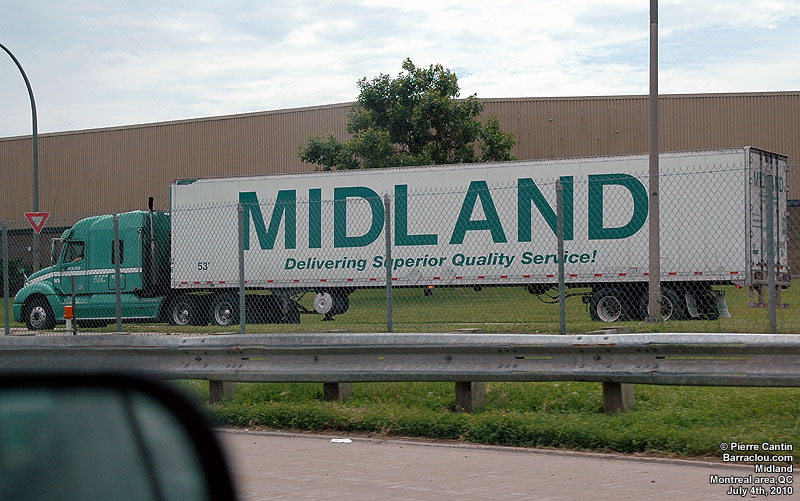 MIDLAND
Delivering Superior Quality Service!
53'
© Pierre Cantin
Barraclou.com
Midland
Montreal area,QC
July 4th, 2010